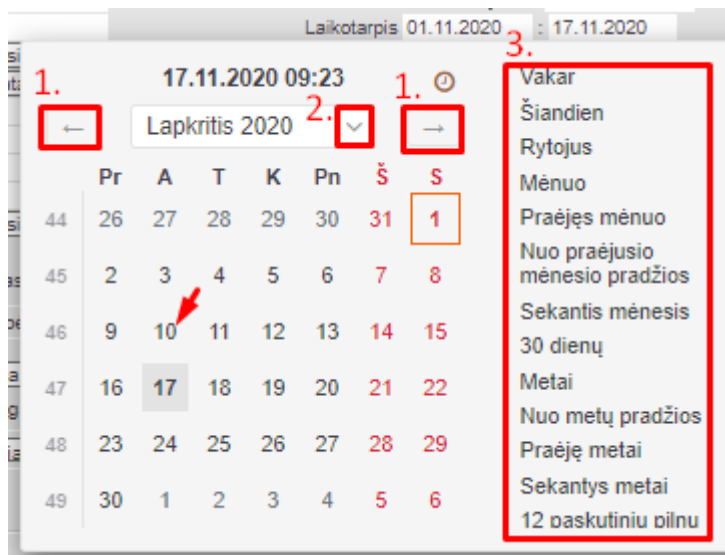 Laikotarpis 01.11.2020 : 17.11.2020
3.
1.
17.11.2020 09:23
1.
←
Lapkritis 2020
2.
→
Pr A T K Pn Š S
44 26 27 28 29 30 31 1
45 2 3 4 5 6 7 8
46 9 10 11 12 13 14 15
47 16 17 18 19 20 21 22
48 23 24 25 26 27 28 29
49 30 1 2 3 4 5 6
Vakar
Šiandien
Rytojus
Mėnuo
Praėjęs mėnuo
Nuo praėjusio
mėnesio pradžios
Sekantis mėnesis
30 dienų
Metai
Nuo metų pradžios
Praėję metai
Sekantys metai
12 paskutinių pilnų